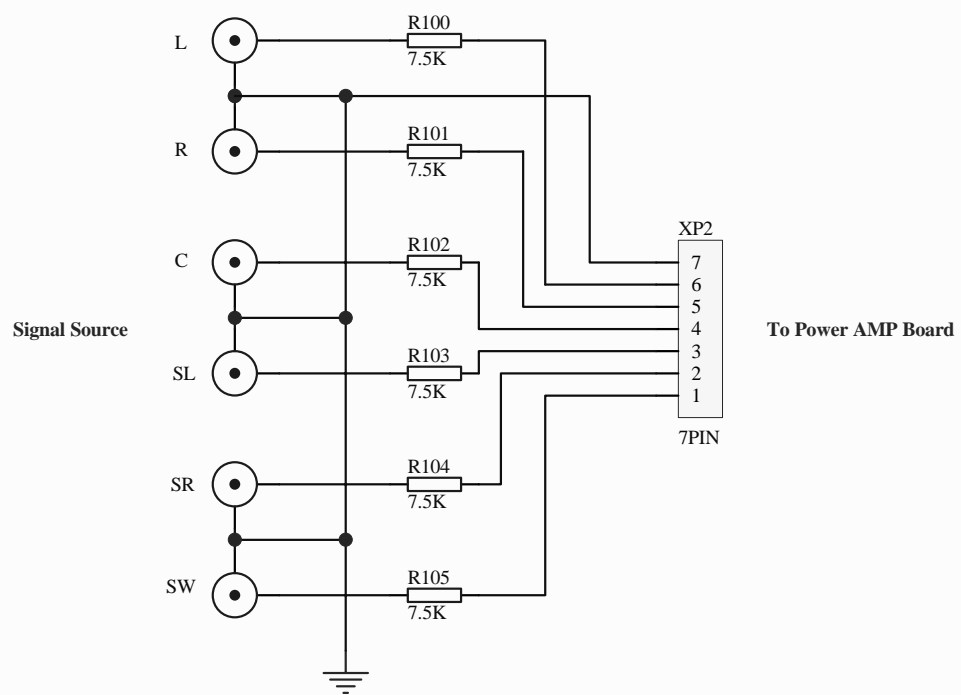 L
R100
7.5K
R
R101
7.5K
C
R102
7.5K
XP2
7
6
5
4
3
2
1
7PIN
Signal Source
To Power AMP Board
SL
R103
7.5K
SR
R104
7.5K
SW
R105
7.5K